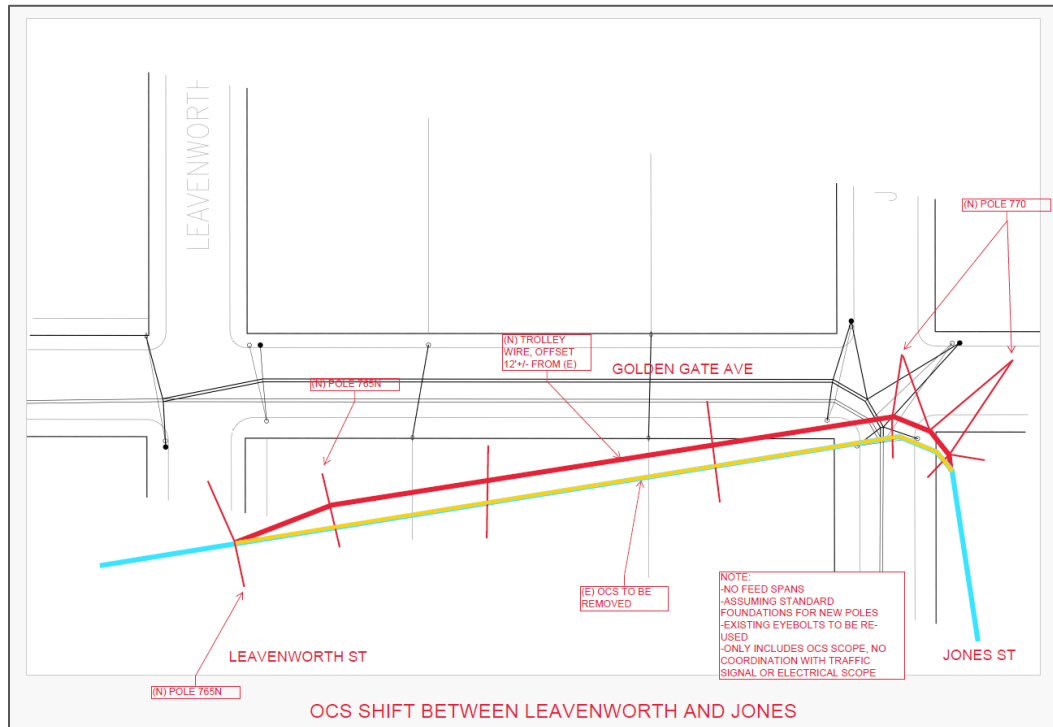 LEAVENWORTH
J
(N) POLE 770
(N) TROLLEY
WIRE, OFFSET
12'+/- FROM (E)
GOLDEN GATE AVE
(N) POLE 765N
(E) OCS TO BE
REMOVED
NOTE:
-NO FEED SPANS
-ASSUMING STANDARD
FOUNDATIONS FOR NEW POLES
-EXISTING EYEBOLTS TO BE RE-
USED
-ONLY INCLUDES OCS SCOPE, NO
COORDINATION WITH TRAFFIC
SIGNAL OR ELECTRICAL SCOPE
LEAVENWORTH ST
JONES ST
(N) POLE 765N
OCS SHIFT BETWEEN LEAVENWORTH AND JONES